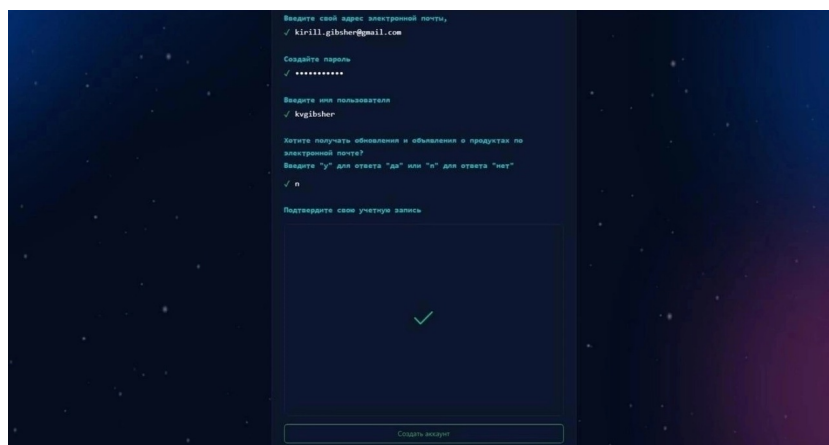 Введите свой адрес электронной почты,
✓ kirill.gibsher@gmail.com
Создайте пароль
✓ •••••••••••
Введите имя пользователя
✓ kvgibsher
Хотите получать обновления и объявления о продуктах по
электронной почте?
Введите "y" для ответа "да" или "n" для ответа "нет"
✓ n
Подтвердите свою учетную запись
Создать аккаунт